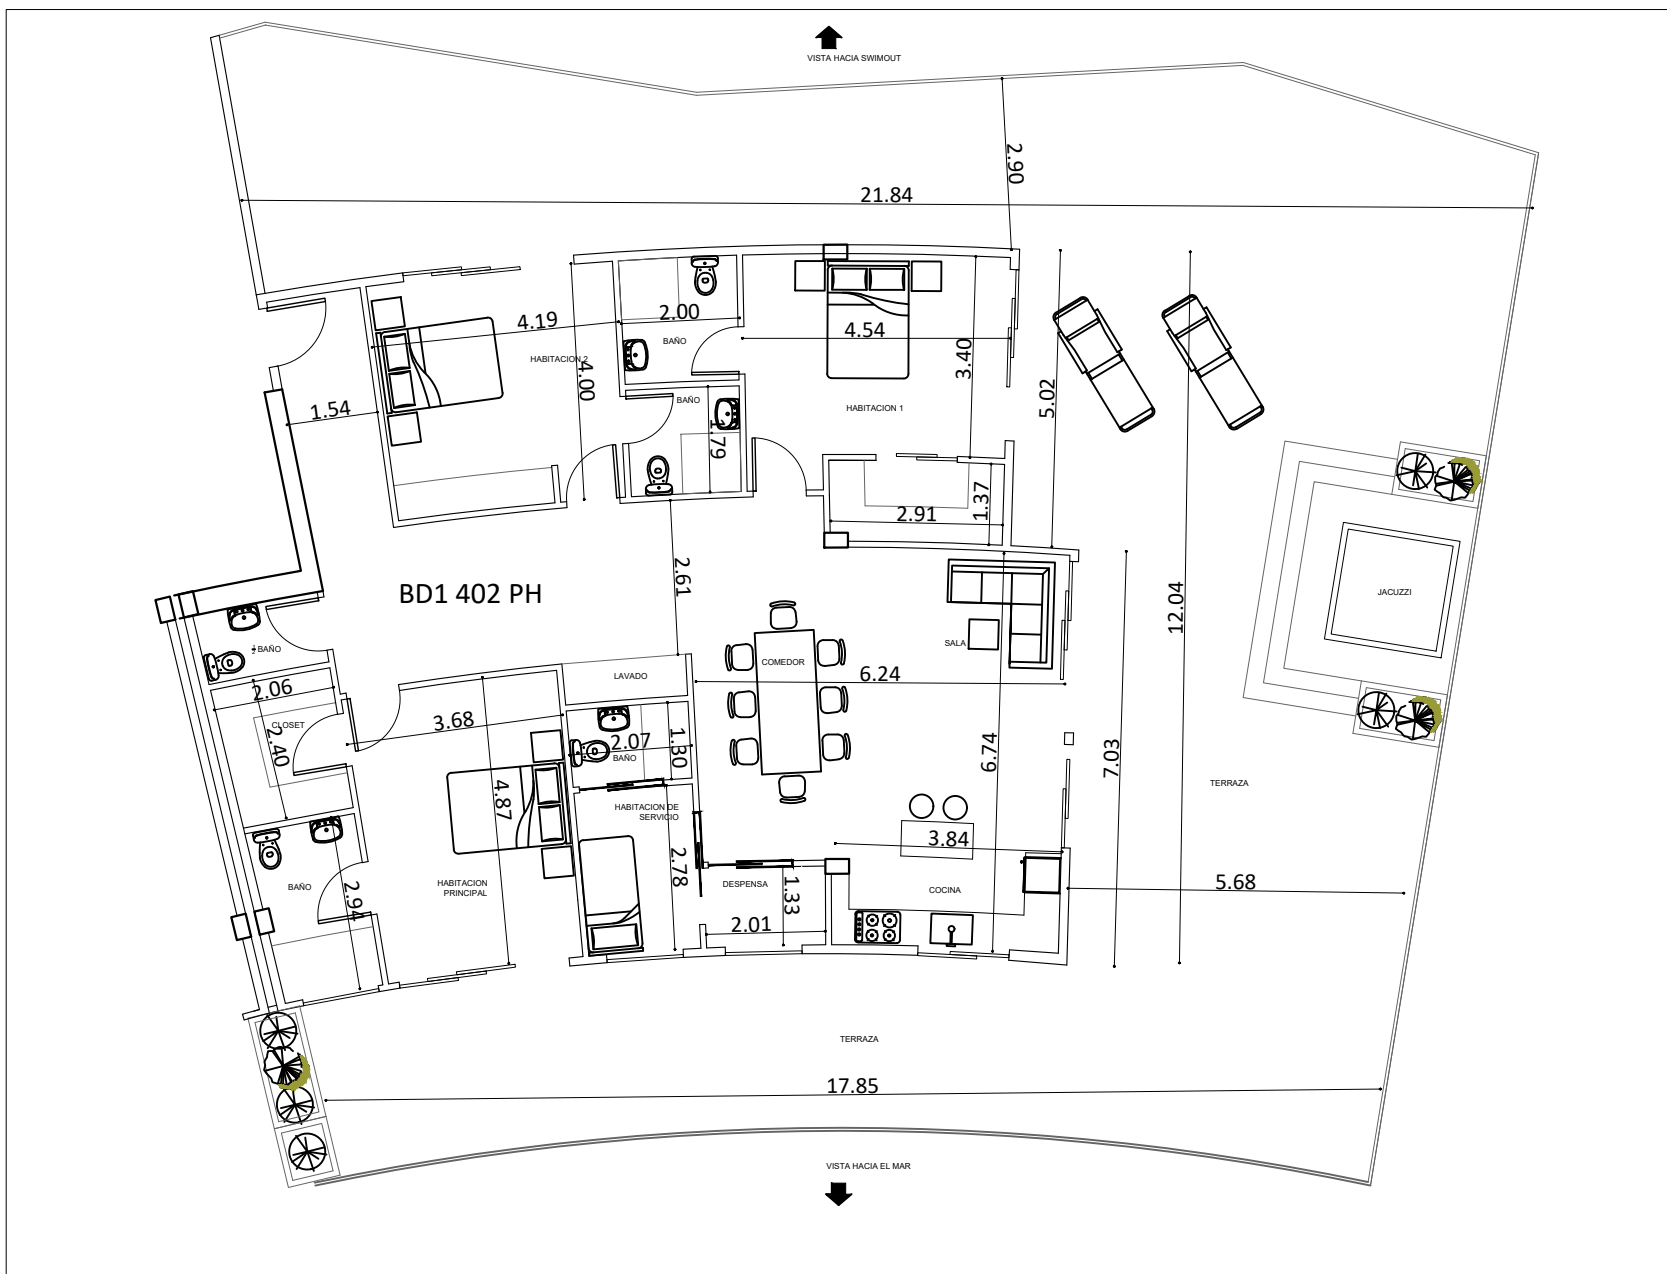 VISTA HACIA SWIMOUT
2.90
21.84
4.19
2.00
BAÑO
4.54
HABITACION 2
4.00
3.40
1.54
BAÑO
HABITACION 1
5.02
1.79
2.91
1.37
2.61
BD1 402 PH
12.04
JACUZZI
BAÑO
COMEDOR
SALA
LAVADO
6.24
2.06
3.68
CLOSET
2.40
2.07
1.30
BAÑO
6.74
7.03
TERRAZA
4.87
HABITACION DE
SERVICIO
3.84
2.78
HABITACION
PRINCIPAL
DESPENSA
1.33
COCINA
5.68
BAÑO
2.94
2.01
TERRAZA
17.85
VISTA HACIA EL MAR